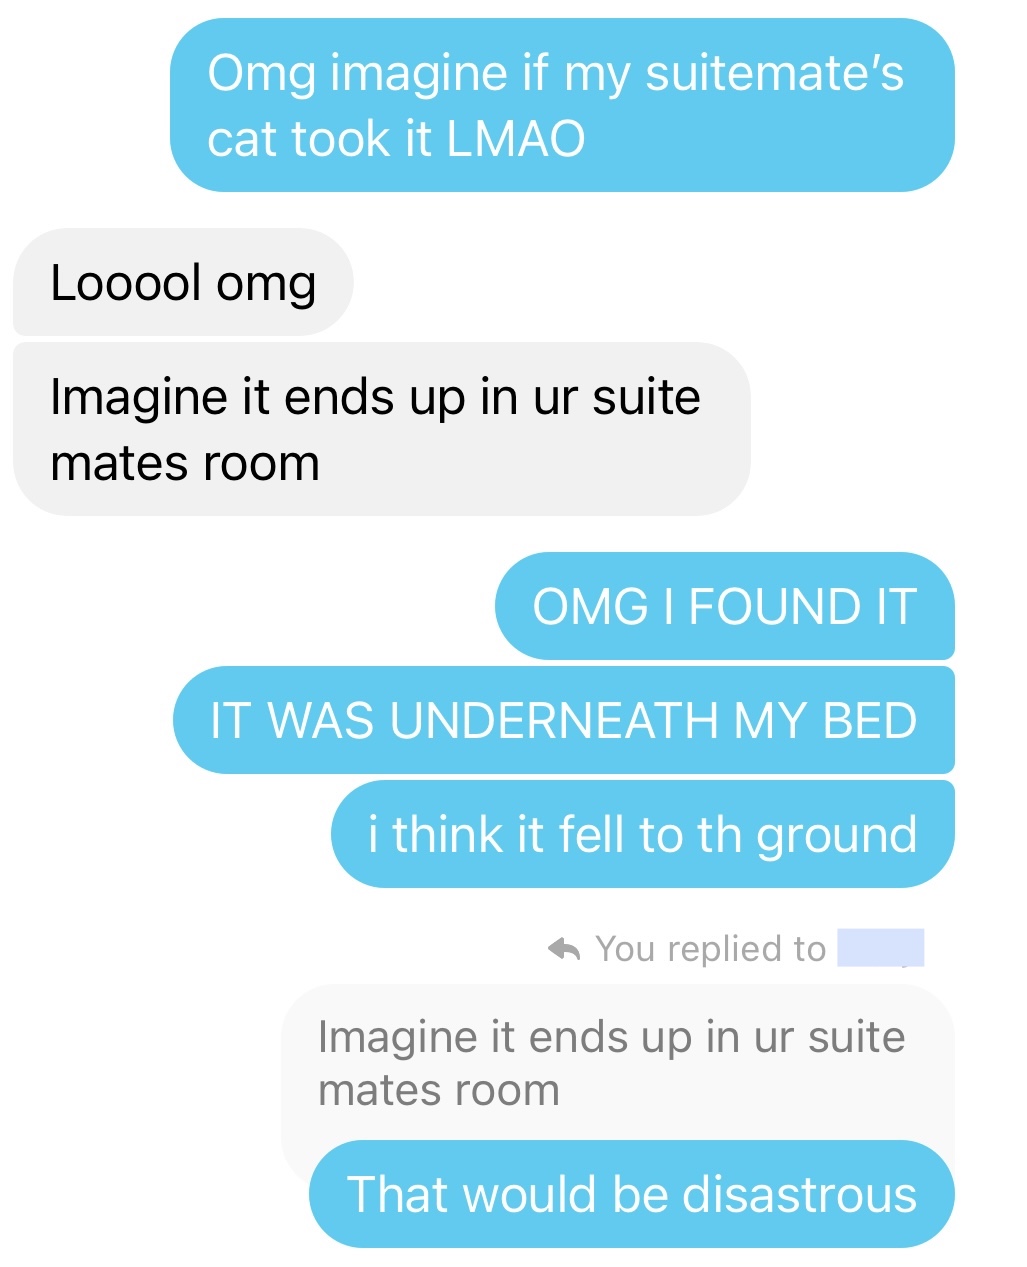 Omg imagine if my suitemate’s
cat took it LMAO
Looool omg
Imagine it ends up in ur suite
mates room
OMG I FOUND IT
IT WAS UNDERNEATH MY BED
i think it fell to th ground
You replied to
Imagine it ends up in ur suite
mates room
That would be disastrous